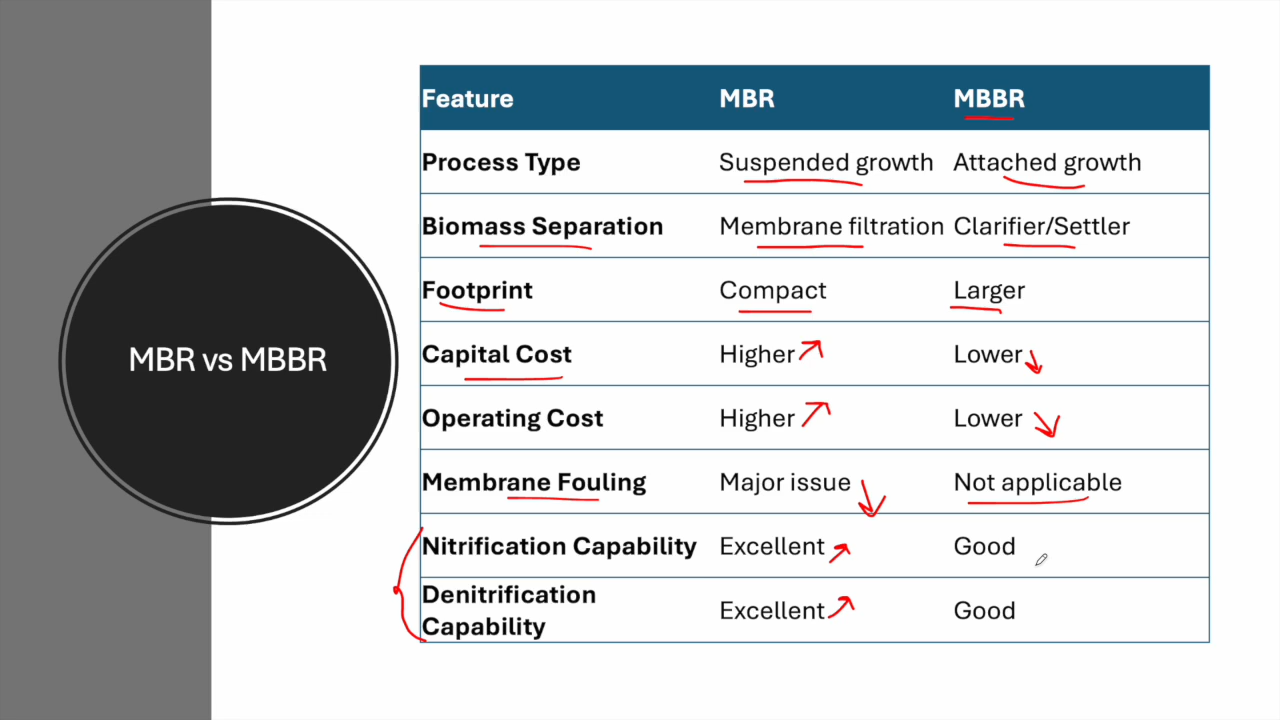 MBR vs MBBR
Feature MBR MBBR
Process Type Suspended growth Attached growth
Biomass Separation Membrane filtration Clarifier/Settler
Footprint Compact Larger
Capital Cost Higher Lower
Operating Cost Higher Lower
Membrane Fouling Major issue Not applicable
Nitrification Capability Excellent Good
Denitrification
Capability Excellent Good